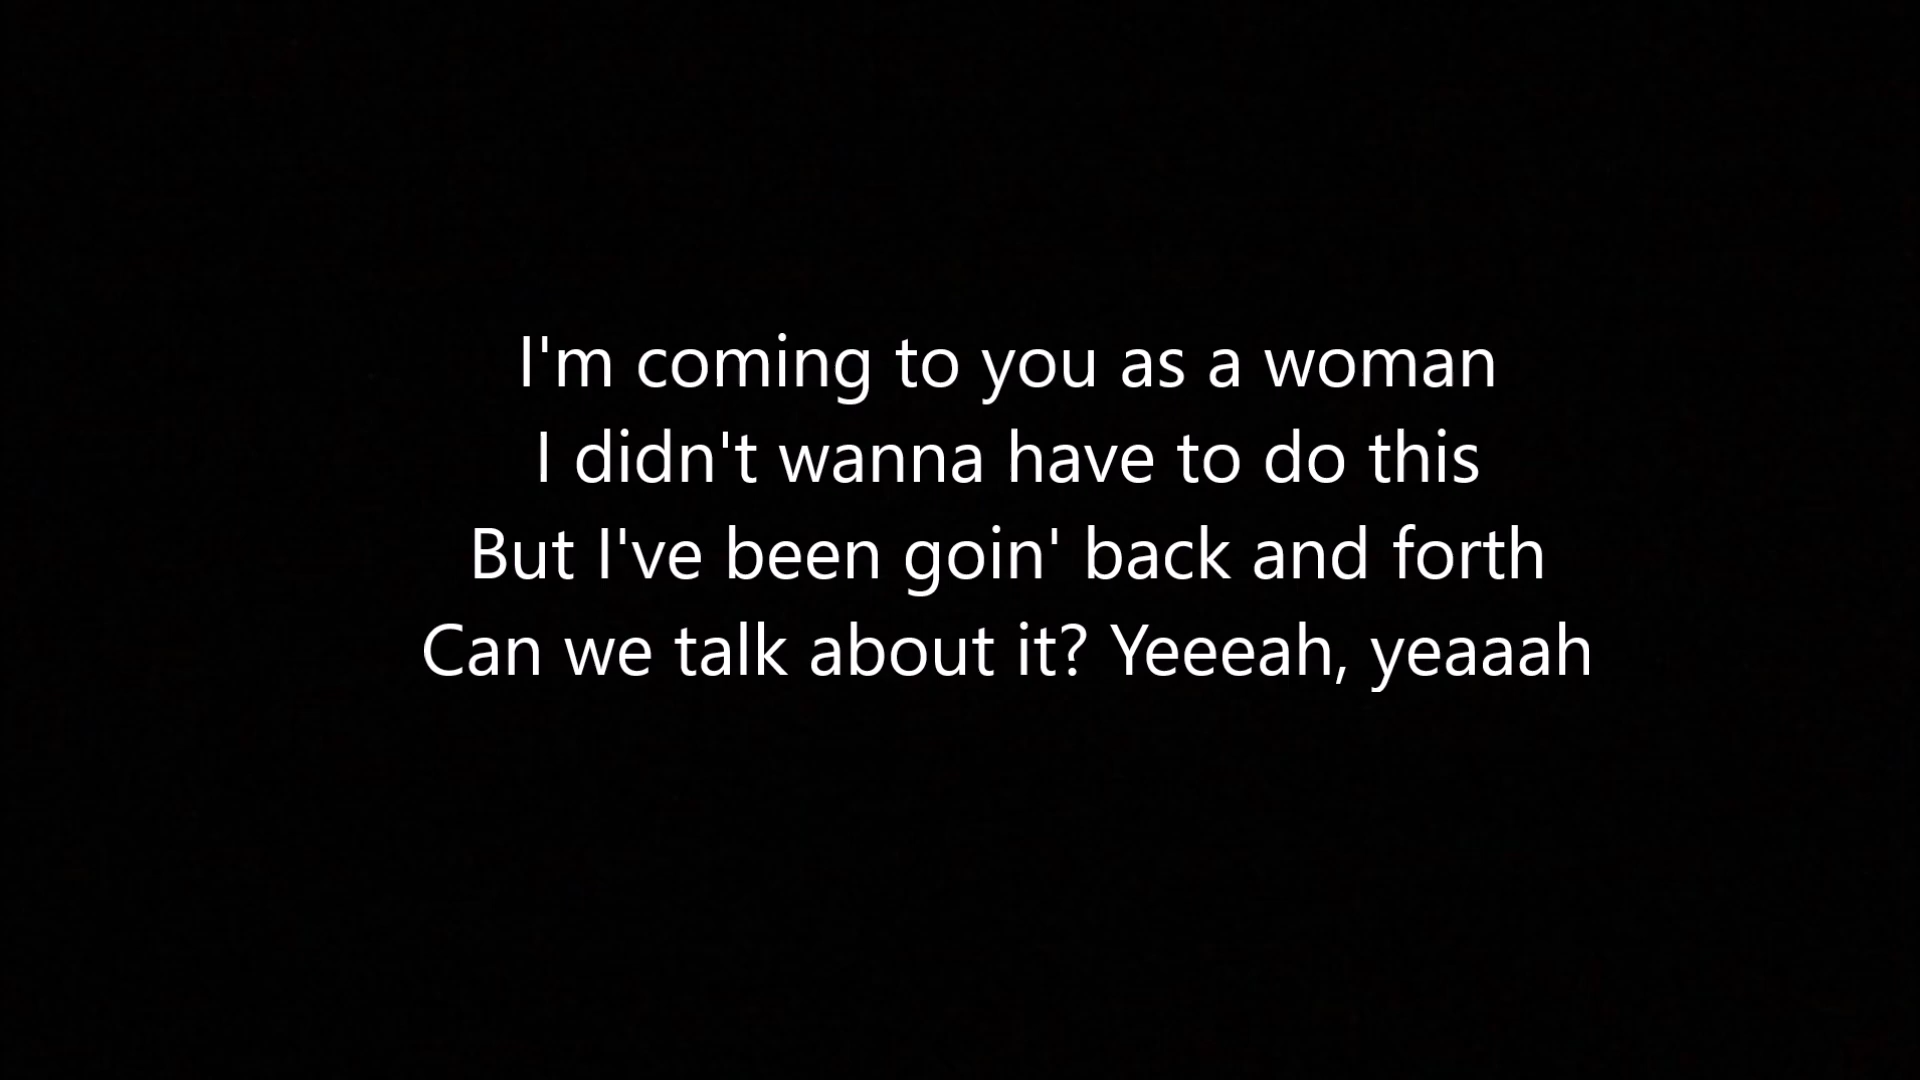 I'm coming to you as a woman
I didn't wanna have to do this
But I've been goin' back and forth
Can we talk about it? Yeeeah, yeaaah